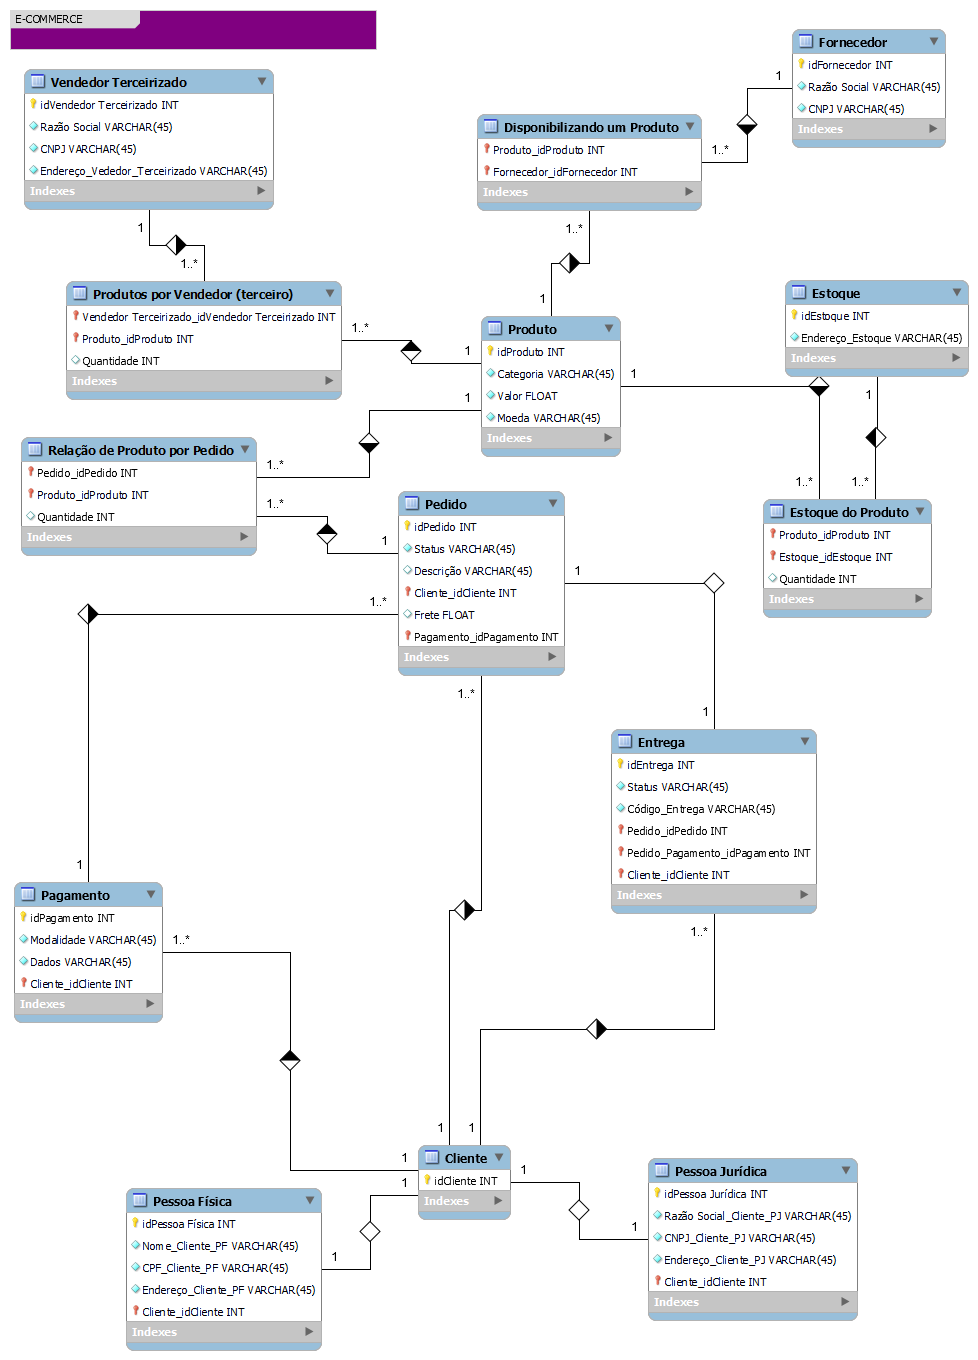 E-COMMERCE
Fornecedor
idFornecedor INT
Razão Social VARCHAR(45)
CNPJ VARCHAR(45)
Indexes
1
1..*
Vendedor Terceirizado
idVendedor Terceirizado INT
Razão Social VARCHAR(45)
CNPJ VARCHAR(45)
Endereço_Vededor_Terceirizado VARCHAR(45)
Indexes
1
1..*
Disponibilizando um Produto
Produto_idProduto INT
Fornecedor_idFornecedor INT
Indexes
1..*
1
Produtos por Vendedor (terceiro)
Vendedor Terceirizado_idVendedor Terceirizado INT
Produto_idProduto INT
Quantidade INT
Indexes
1..*
1
Produto
idProduto INT
Categoria VARCHAR(45)
Valor FLOAT
Moeda VARCHAR(45)
Indexes
1
1
Estoque
idEstoque INT
Endereço_Estoque VARCHAR(45)
Indexes
1
1..*
1..*
Relação de Produto por Pedido
Pedido_idPedido INT
Produto_idProduto INT
Quantidade INT
Indexes
1..*
1..*
1
Pedido
idPedido INT
Status VARCHAR(45)
Descrição VARCHAR(45)
Cliente_idCliente INT
Frete FLOAT
Pagamento_idPagamento INT
Indexes
1
1..*
1..*
Estoque do Produto
Produto_idProduto INT
Estoque_idEstoque INT
Quantidade INT
Indexes
1
Entrega
idEntrega INT
Status VARCHAR(45)
Código_Entrega VARCHAR(45)
Pedido_idPedido INT
Pedido_Pagamento_idPagamento INT
Cliente_idCliente INT
Indexes
1..*
1
Pagamento
idPagamento INT
Modalidade VARCHAR(45)
Dados VARCHAR(45)
Cliente_idCliente INT
Indexes
1..*
1
1
1
Cliente
idCliente INT
Indexes
1
1
1
1
Pessoa Física
idPessoa Física INT
Nome_Cliente_PF VARCHAR(45)
CPF_Cliente_PF VARCHAR(45)
Endereço_Cliente_PF VARCHAR(45)
Cliente_idCliente INT
Indexes
Pessoa Jurídica
idPessoa Jurídica INT
Razão Social_Cliente_PJ VARCHAR(45)
CNPJ_Cliente_PJ VARCHAR(45)
Endereço_Cliente_PJ VARCHAR(45)
Cliente_idCliente INT
Indexes